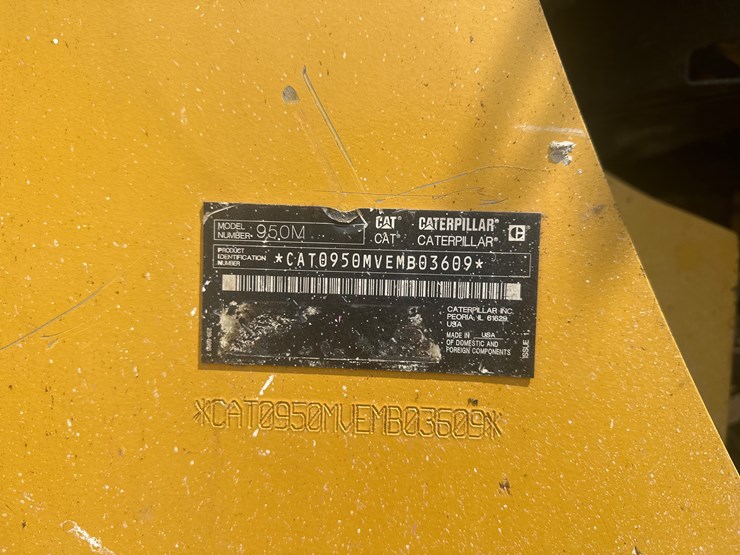 MODEL NUMBER 950M CAT® CATERPILLAR® C
CAT® CATERPILLAR®
PRODUCT IDENTIFICATION NUMBER *CAT0950MVEMB03609*
CATERPILLAR INC.
PEORIA, IL 61629
USA
MADE IN USA
OF DOMESTIC AND
FOREIGN COMPONENTS
ISSUE
*CAT0950MVEMB03609*